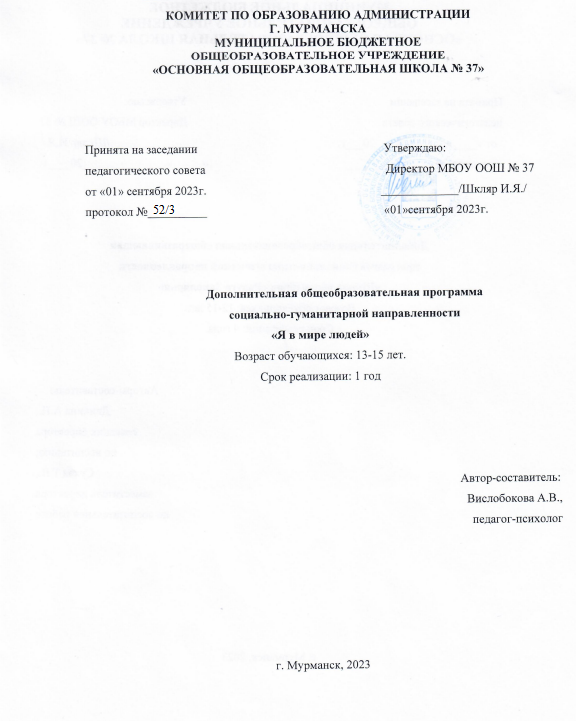 КОМИТЕТ ПО ОБРАЗОВАНИЮ АДМИНИСТРАЦИИ
Г. МУРМАНСКА
МУНИЦИПАЛЬНОЕ БЮДЖЕТНОЕ
ОБЩЕОБРАЗОВАТЕЛЬНОЕ УЧРЕЖДЕНИЕ
«ОСНОВНАЯ ОБЩЕОБРАЗОВАТЕЛЬНАЯ ШКОЛА № 37»
Принята на заседании
педагогического совета
от «01» сентября 2023г.
протокол № 52/3
Утверждаю:
Директор МБОУ ООШ № 37
_____________/Шкляр И.Я./
«01»сентября 2023г.
Дополнительная общеобразовательная программа
социально-гуманитарной направленности
«Я в мире людей»
Возраст обучающихся: 13-15 лет.
Срок реализации: 1 год
Автор-составитель:
Вислобокова А.В.,
педагог-психолог
г. Мурманск, 2023